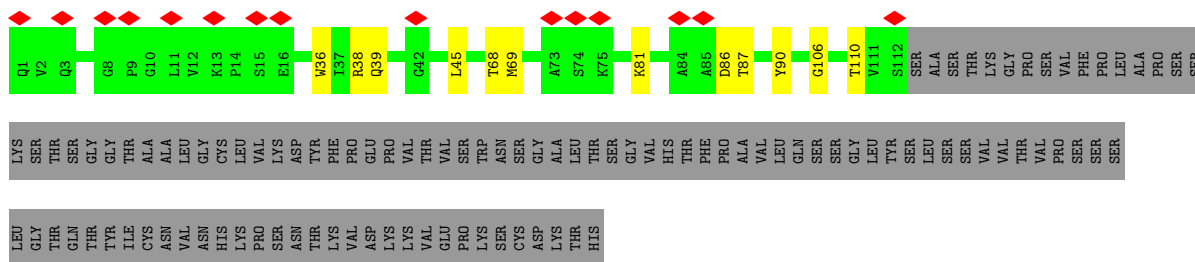 Q1 V2 Q3 G8 P9 G10 L11 V12 K13 P14 S15 E16 W36 I37 R38 Q39 G42 L45 T68 M69 A73 S74 K75 K81 A84 A85 D86 T87 Y90 G106 T110 V111 S112 SER ALA SER THR LYS GLY PRO SER VAL PHE PRO LEU ALA PRO SER SER
LYS SER THR SER GLY GLY THR ALA ALA LEU GLY CYS LEU VAL LYS ASP TYR PHE PRO GLU PRO VAL THR VAL SER TRP ASN SER GLY ALA LEU THR SER GLY VAL HIS THR PHE PRO ALA VAL LEU GLN SER SER GLY LEU TYR SER LEU SER SER VAL VAL THR VAL PRO SER SER SER
LEU GLY THR GLN THR TYR ILE CYS ASN VAL ASN HIS LYS PRO SER ASN THR LYS VAL ASP LYS LYS VAL GLU PRO LYS SER CYS ASP LYS THR HIS